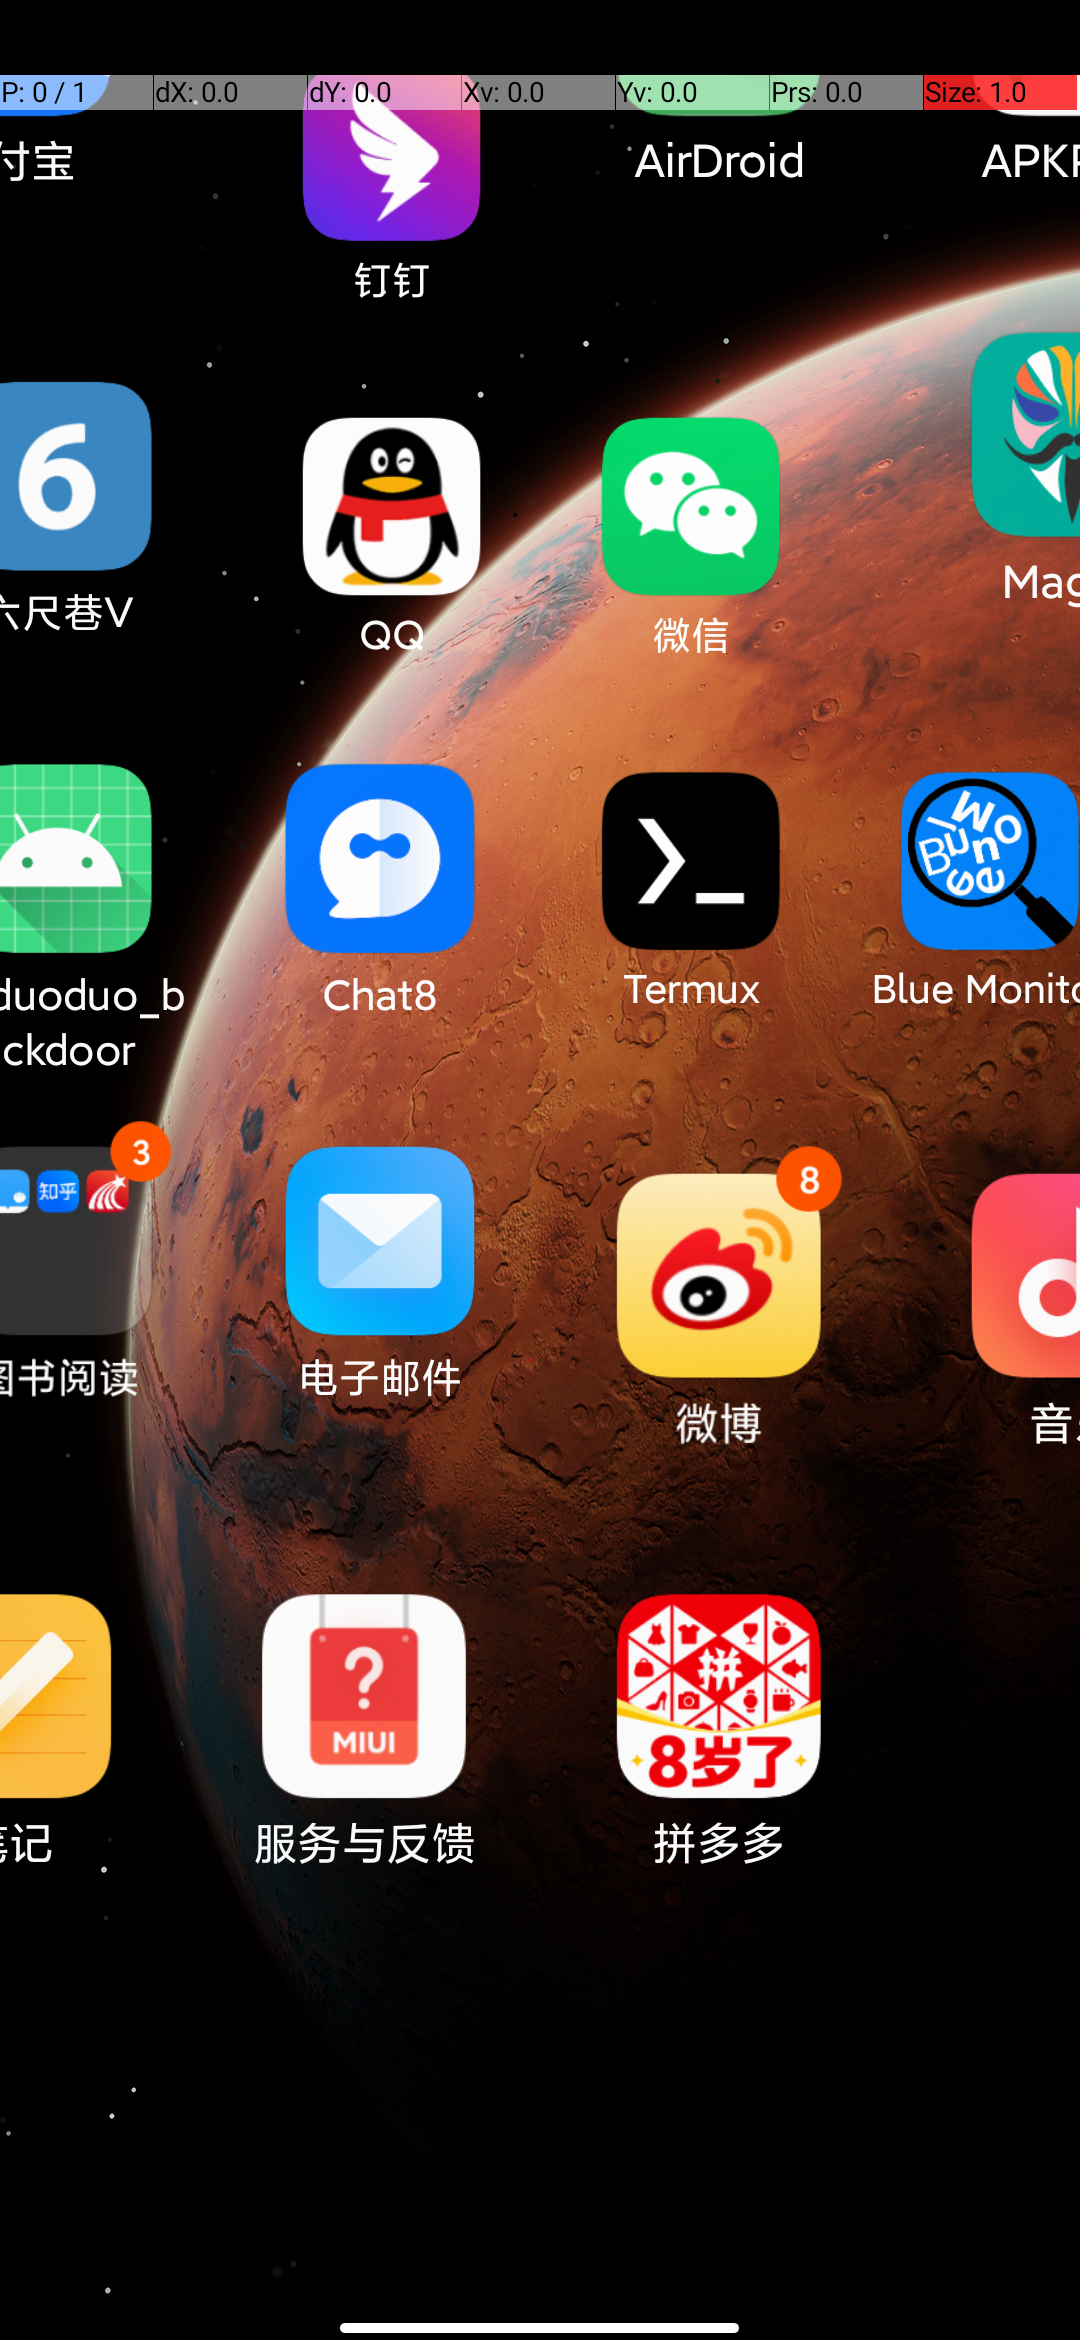 P: 0 / 1 dX: 0.0 dY: 0.0 Xv: 0.0 Yv: 0.0 Prs: 0.0 Size: 1.0
付宝 AirDroid APKP
钉钉
6
六尺巷V QQ 微信 Mag
Blue
duoduo_b Chat8 Termux Blue Monito
ckdoor
3
知乎
8
图书阅读 电子邮件 微博 音乐
?
MIUI
拼
8岁了
笔记 服务与反馈 拼多多